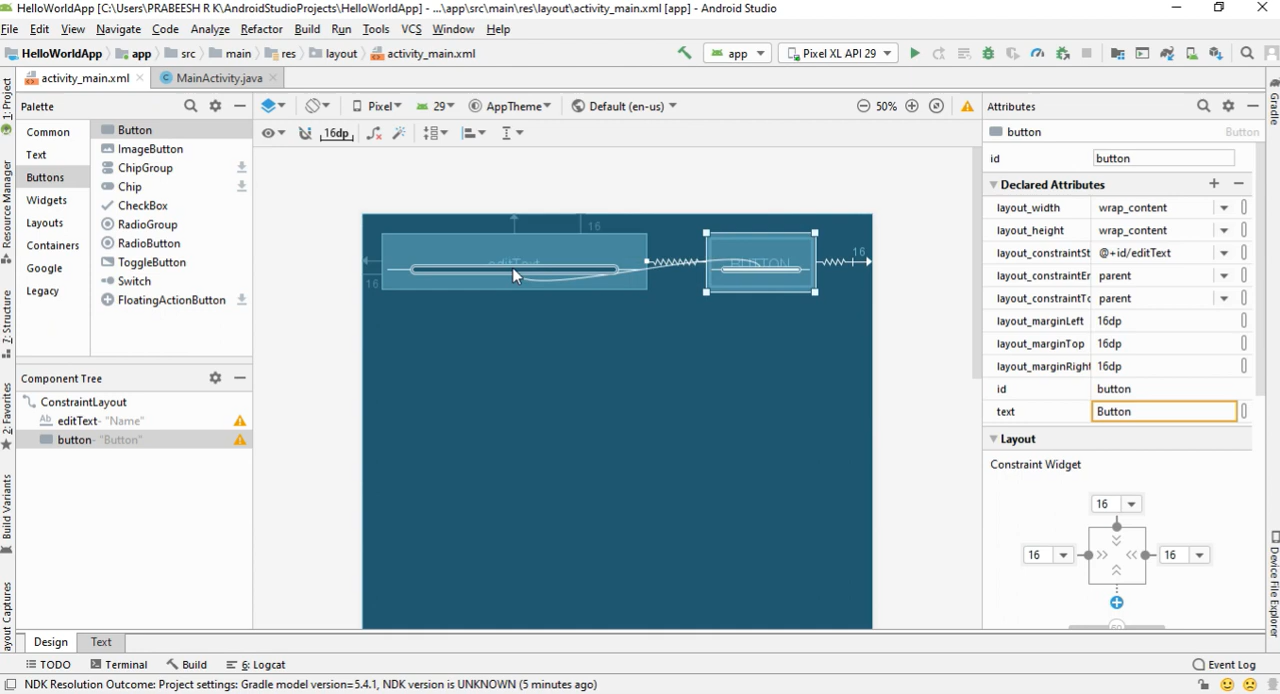 HelloWorldApp [C:\Users\PRABEESH R K\AndroidStudioProjects\HelloWorldApp] - ...\app\src\main\res\layout\activity_main.xml [app] - Android Studio
File Edit View Navigate Code Analyze Refactor Build Run Tools VCS Window Help
HelloWorldApp app src main res layout activity_main.xml app Pixel XL API 29
activity_main.xml MainActivity.java
1: Project
Resource Manager
7: Structure
2: Favorites
Build Variants
ayout Captures
Palette
Common
Text
Buttons
Widgets
Layouts
Containers
Google
Legacy
Button
ImageButton
ChipGroup
Chip
CheckBox
RadioGroup
RadioButton
ToggleButton
Switch
FloatingActionButton
Component Tree
ConstraintLayout
Ab editText- "Name"
button- "Button"
Pixel 29 AppTheme Default (en-us) 50%
16dp
16
editText
BUTTON
16
16
Attributes
button Button
id button
Declared Attributes
layout_width wrap_content
layout_height wrap_content
layout_constraintSt @+id/editText
layout_constraintEr parent
layout_constraintTo parent
layout_marginLeft 16dp
layout_marginTop 16dp
layout_marginRight 16dp
id button
text Button
Layout
Constraint Widget
16
16 16
50
Gradle
Device File Explorer
Design Text
TODO Terminal Build 6: Logcat Event Log
NDK Resolution Outcome: Project settings: Gradle model version=5.4.1, NDK version is UNKNOWN (5 minutes ago)